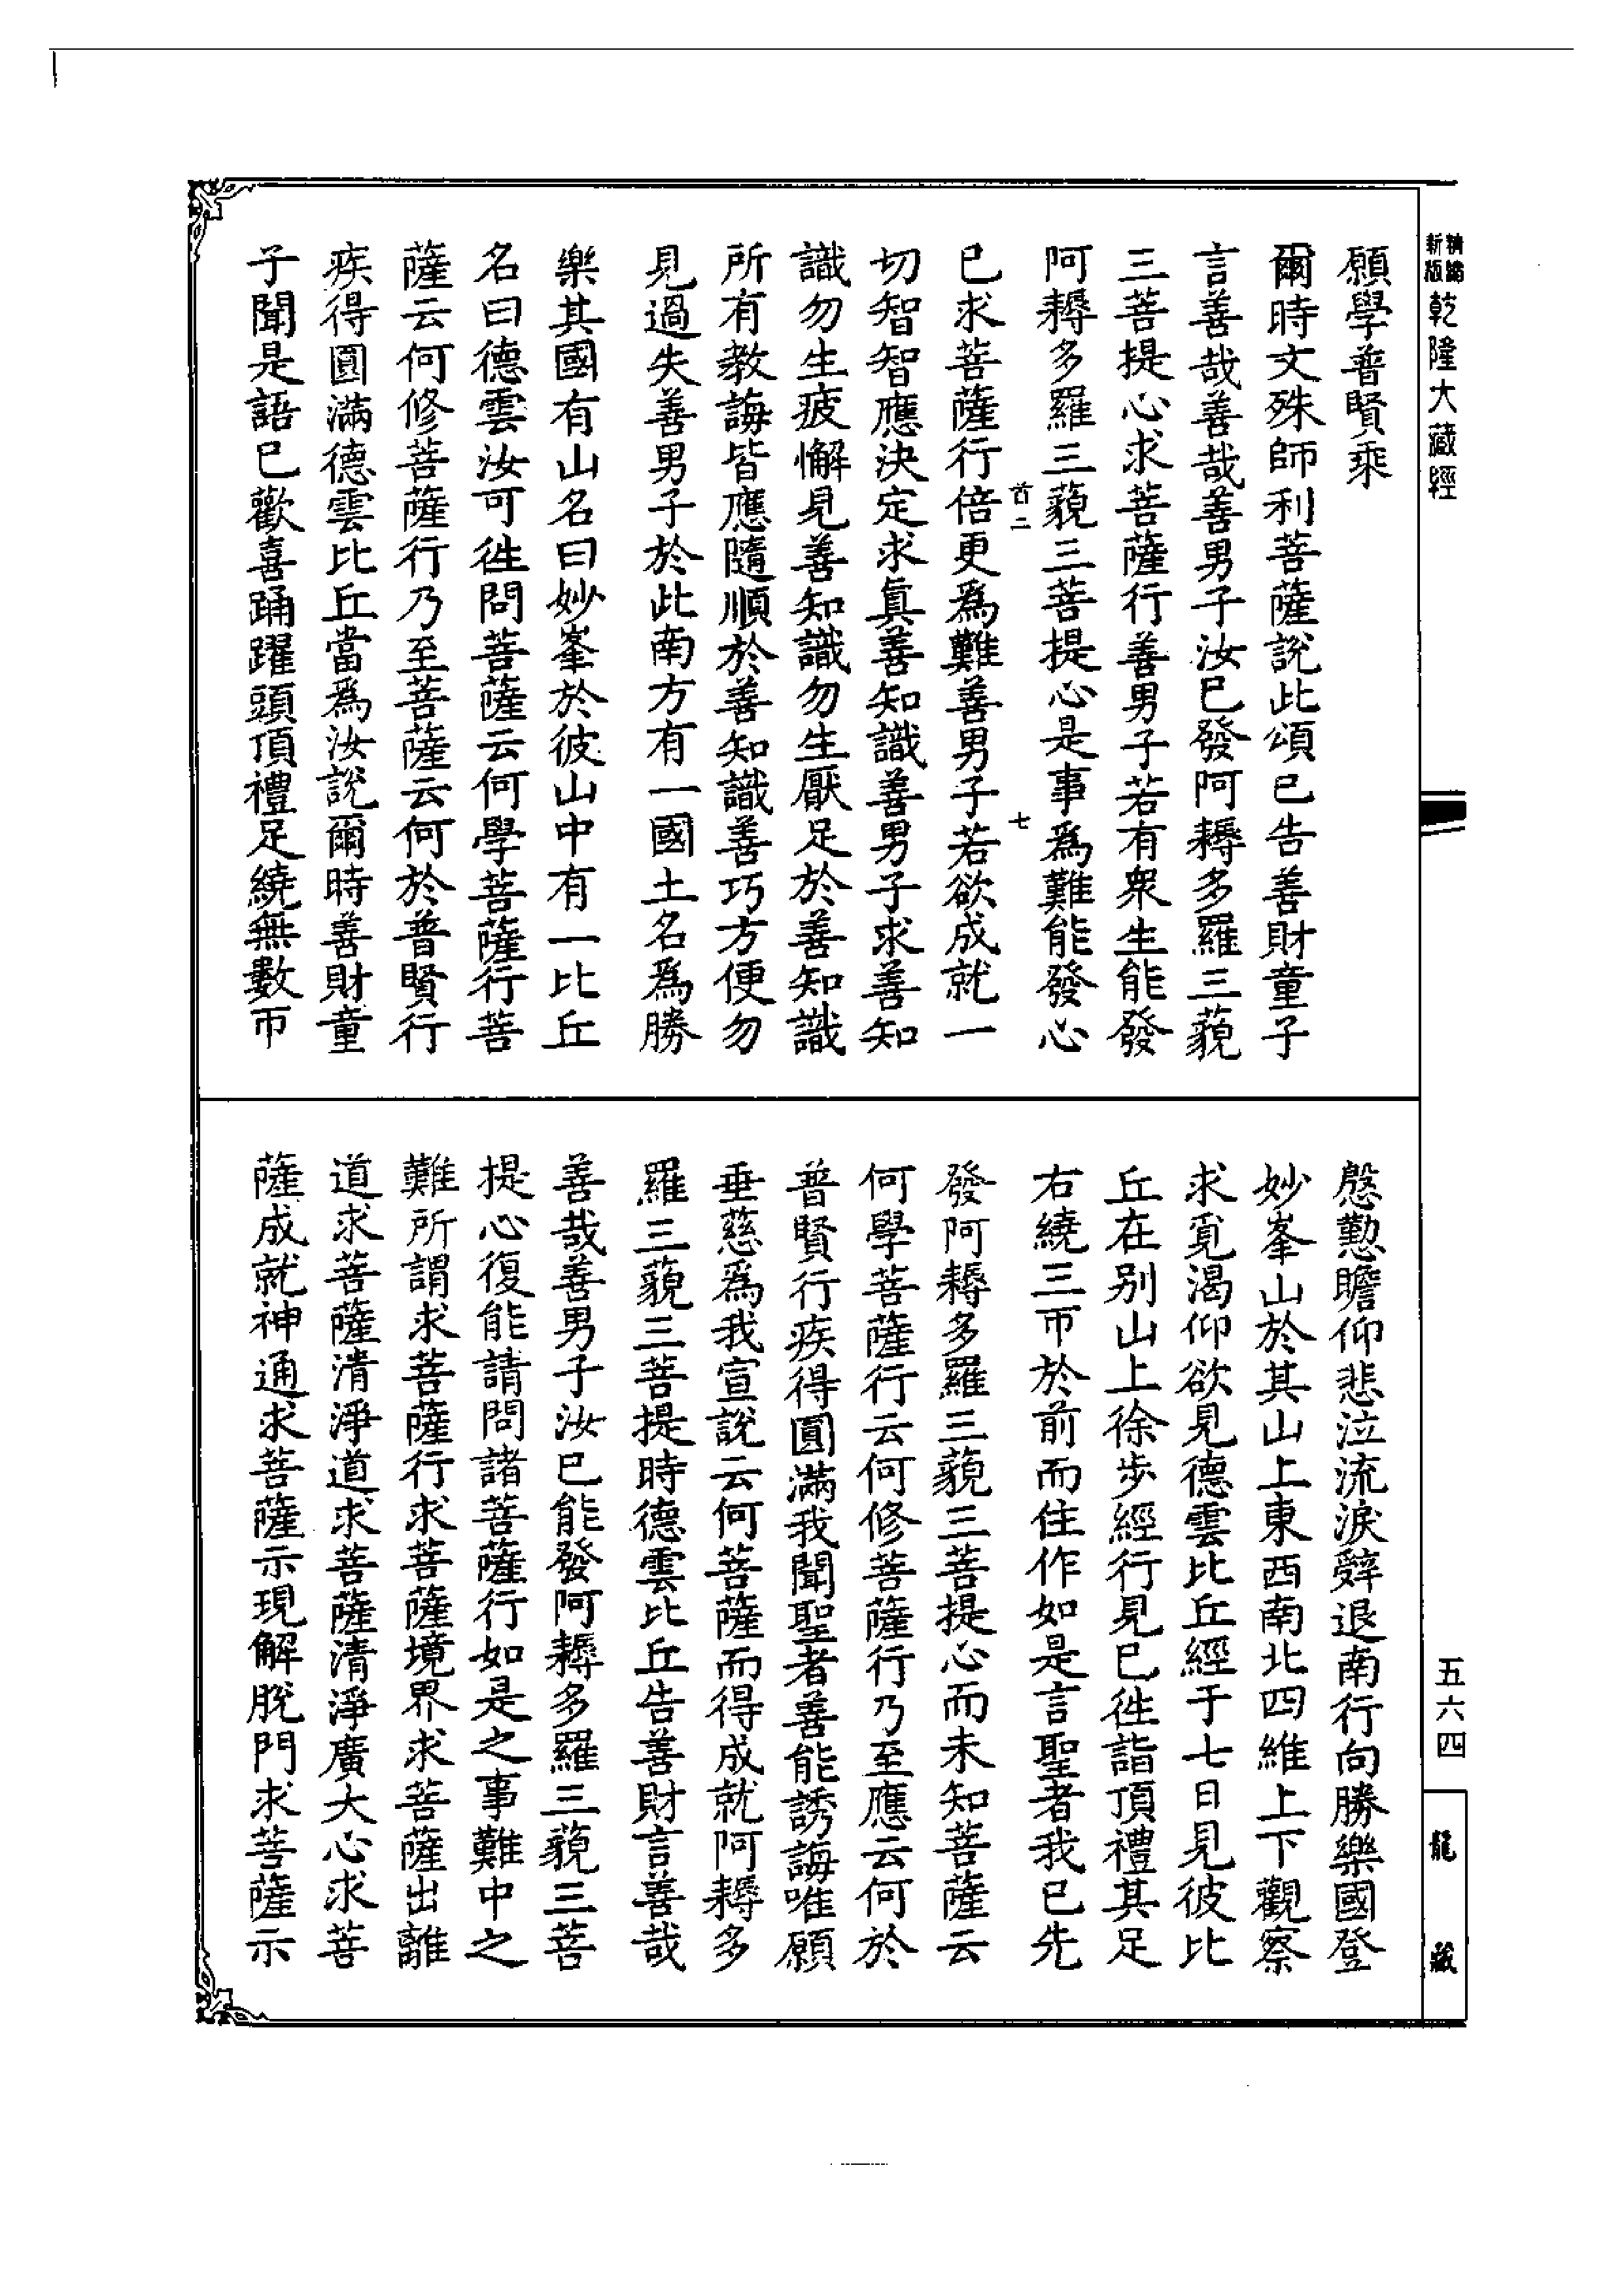 精縮
新版
乾隆大藏經
願學普賢乘
爾時文殊師利菩薩說此頌已告善財童子
言善哉善哉善男子汝已發阿耨多羅三藐
三菩提心求菩薩行善男子若有眾生能發
阿耨多羅三藐三菩提心是事為難能發心
首二 七
已求菩薩行倍更為難善男子若欲成就一
切智智應決定求真善知識善男子求善知
識勿生疲懈見善知識勿生厭足於善知識
所有教誨皆應隨順於善知識善巧方便勿
見過失善男子於此南方有一國土名為勝
樂其國有山名曰妙峯於彼山中有一比丘
名曰德雲汝可往問菩薩云何學菩薩行菩
薩云何修菩薩行乃至菩薩云何於普賢行
疾得圓滿德雲比丘當為汝說爾時善財童
子聞是語已歡喜踊躍頭頂禮足繞無數帀
慇懃瞻仰悲泣流淚辭退南行向勝樂國登
妙峯山於其山上東西南北四維上下觀察
求覓渴仰欲見德雲比丘經于七日見彼比
丘在別山上徐步經行見已往詣頂禮其足
右繞三帀於前而住作如是言聖者我已先
發阿耨多羅三藐三菩提心而未知菩薩云
何學菩薩行云何修菩薩行乃至應云何於
普賢行疾得圓滿我聞聖者善能誘誨唯願
垂慈為我宣說云何菩薩而得成就阿耨多
羅三藐三菩提時德雲比丘告善財言善哉
善哉善男子汝已能發阿耨多羅三藐三菩
提心復能請問諸菩薩行如是之事難中之
難所謂求菩薩行求菩薩境界求菩薩出離
道求菩薩清淨道求菩薩清淨廣大心求菩
薩成就神通求菩薩示現解脫門求菩薩示
五六四
龍藏